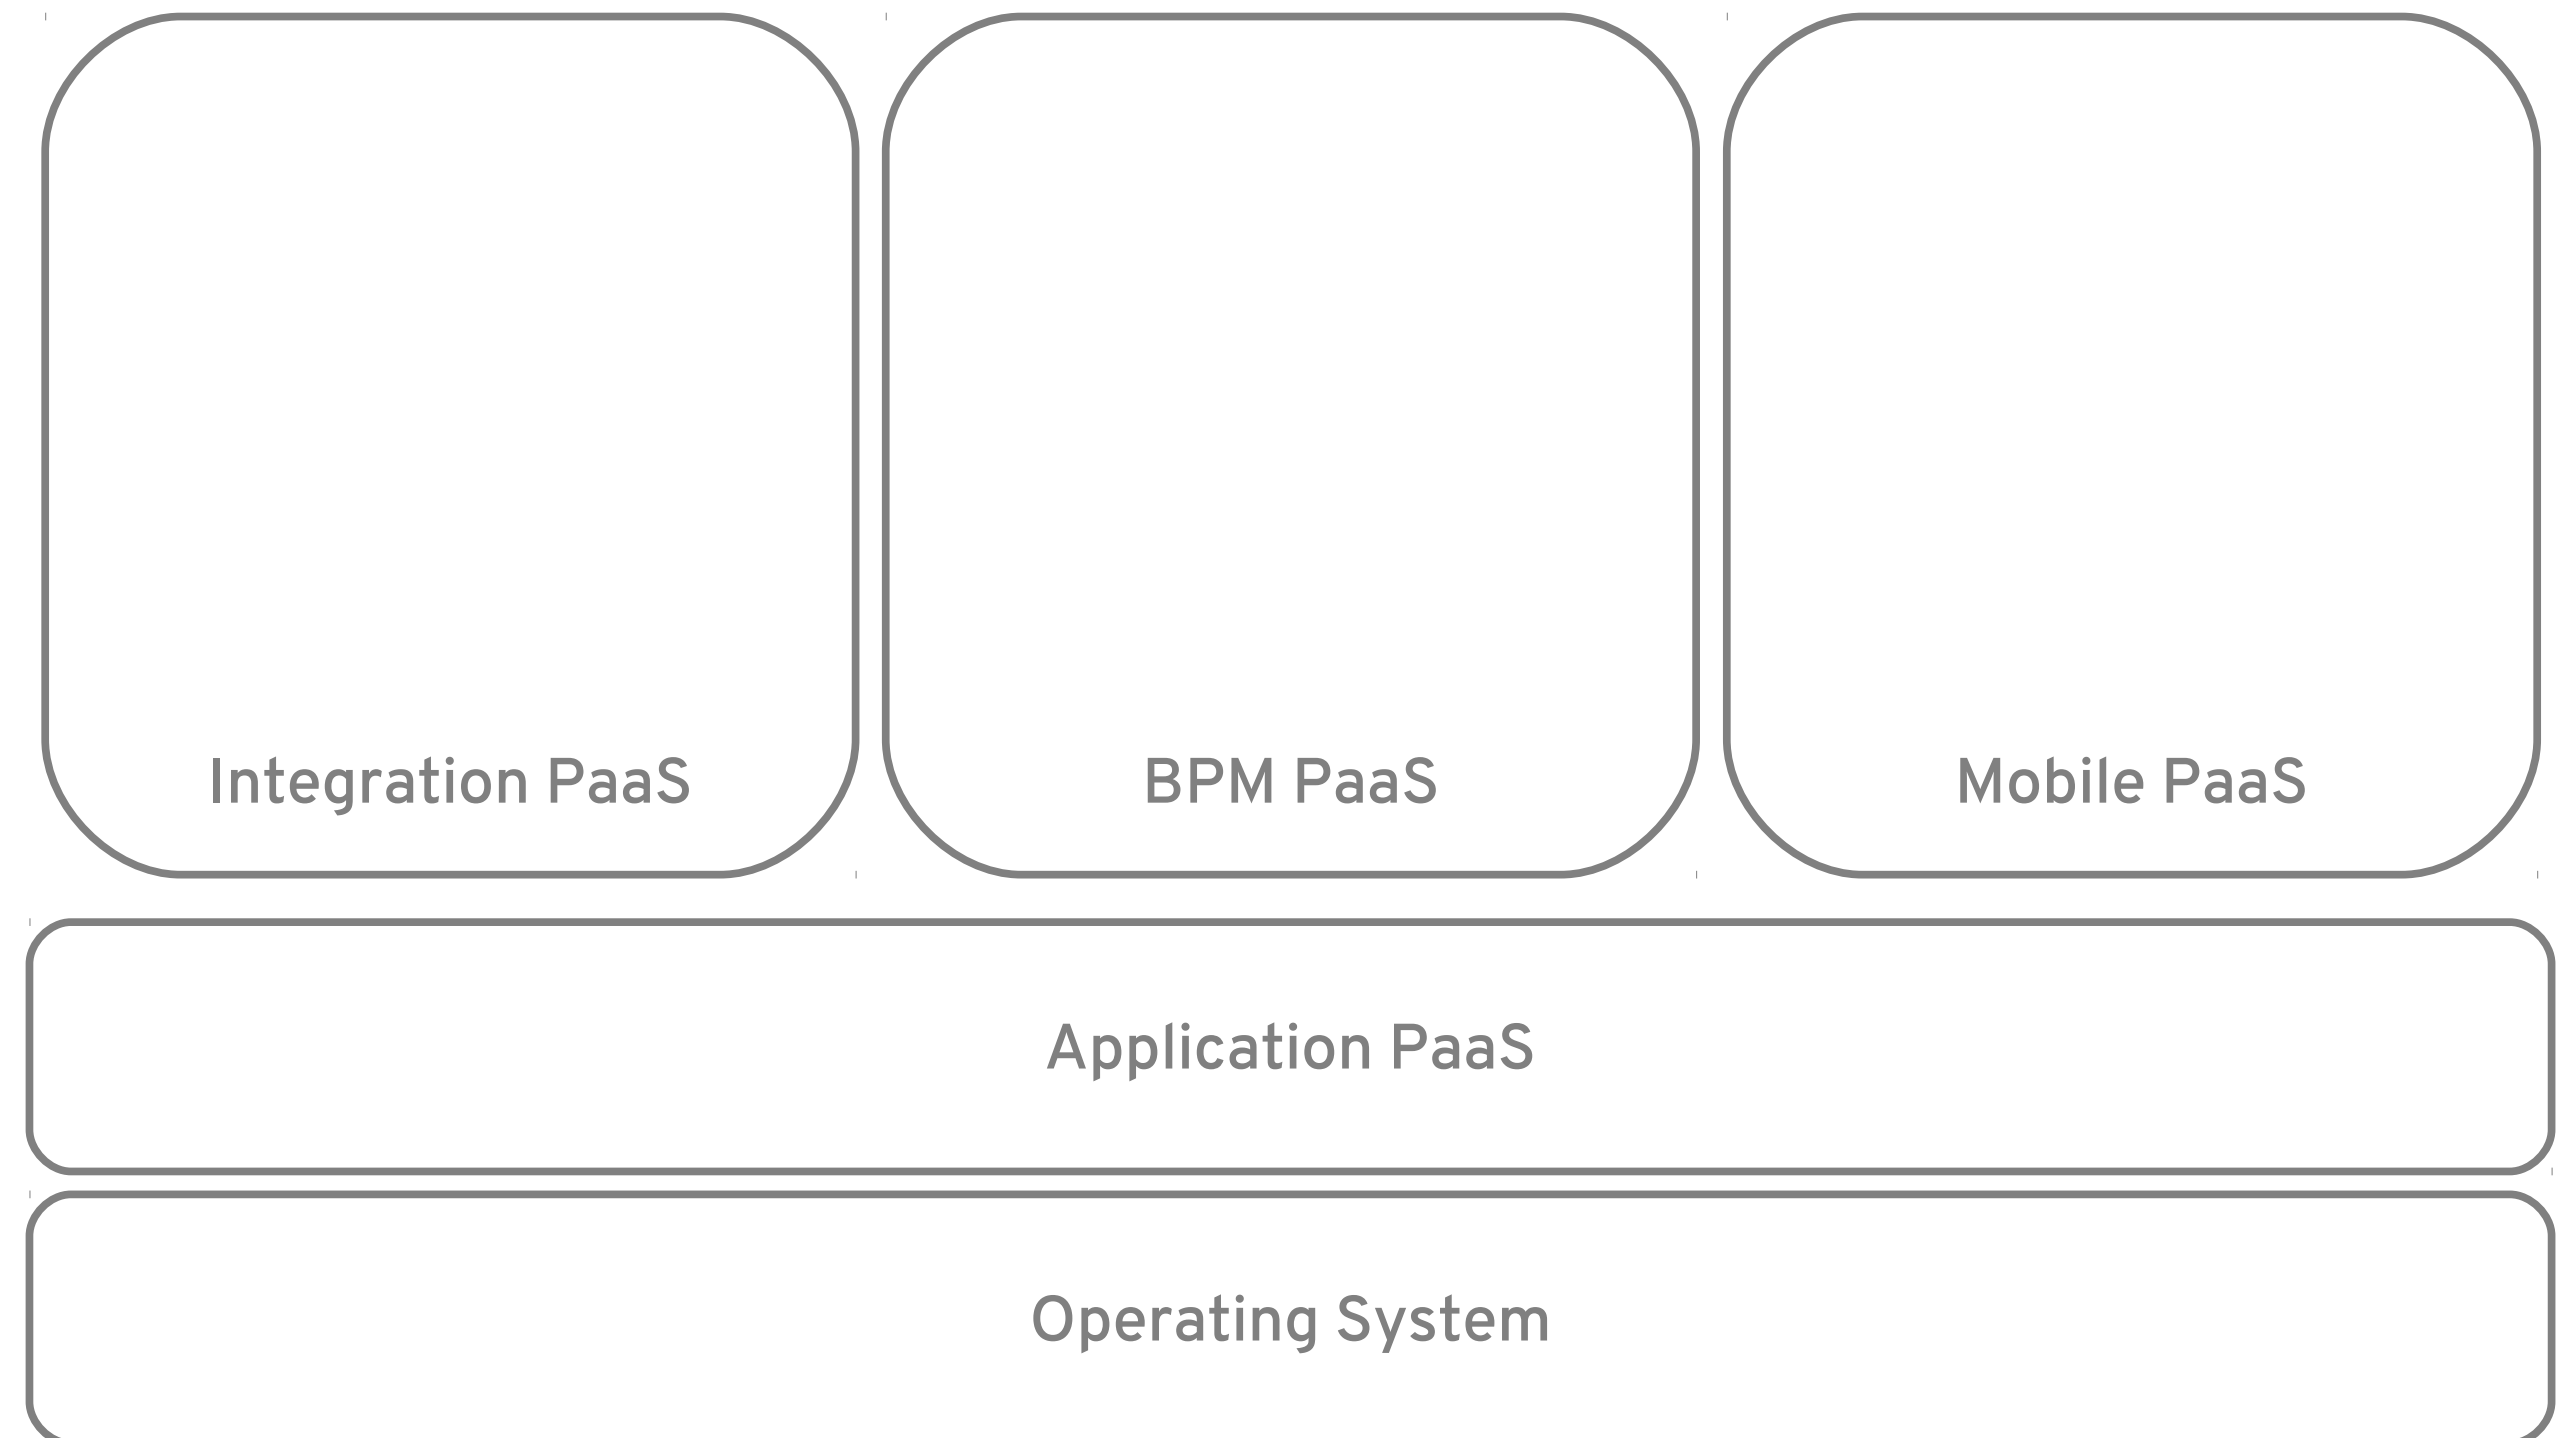 Integration PaaS
BPM PaaS
Mobile PaaS
Application PaaS
Operating System